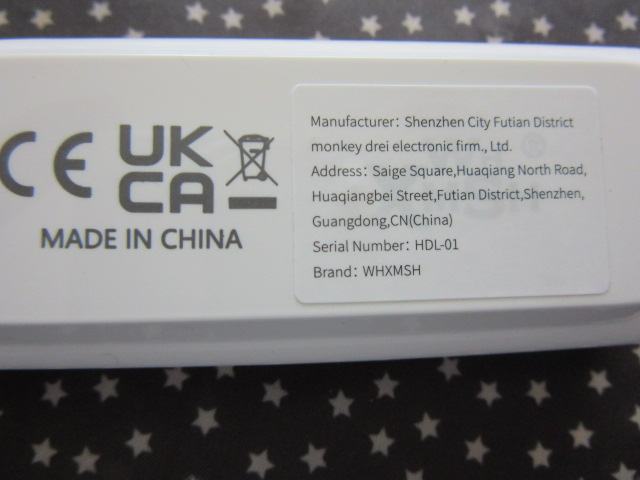 CE
UK
CA
MADE IN CHINA
Manufacturer: Shenzhen City Futian District
monkey drei electronic firm., Ltd.
Address: Saige Square,Huaqiang North Road,
Huaqiangbei Street,Futian District,Shenzhen,
Guangdong,CN(China)
Serial Number: HDL-01
Brand: WHXMSH